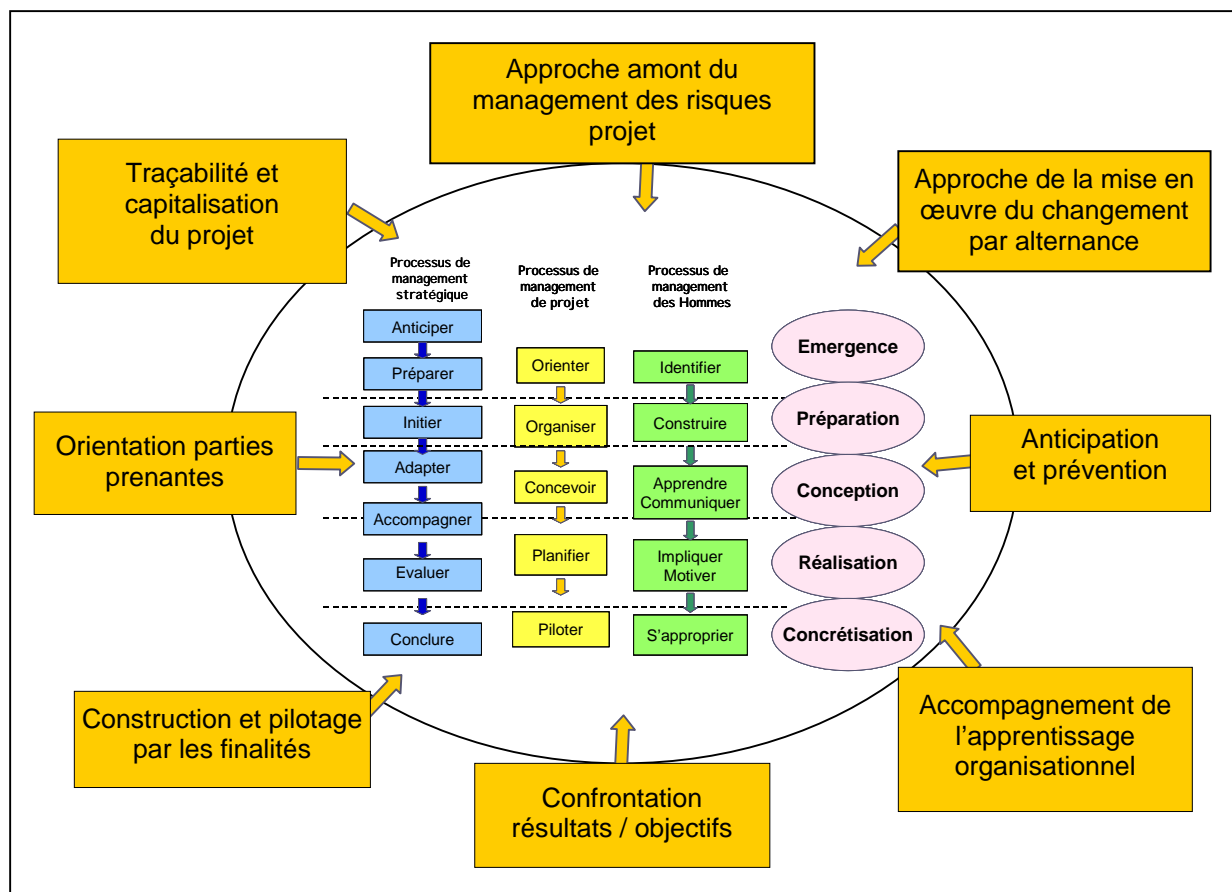 Approche amont du
management des risques
projet
Traçabilité et
capitalisation
du projet
Approche de la mise en
œuvre du changement
par alternance
Processus de
management
stratégique
Processus de
management
de projet
Processus de
management
des Hommes
Anticiper
Préparer
Initier
Adapter
Accompagner
Evaluer
Conclure
Orienter
Organiser
Concevoir
Planifier
Piloter
Identifier
Construire
Apprendre
Communiquer
Impliquer
Motiver
S'approprier
Emergence
Préparation
Conception
Réalisation
Concrétisation
Orientation parties
prenantes
Anticipation
et prévention
Construction et pilotage
par les finalités
Confrontation
résultats / objectifs
Accompagnement de
l'apprentissage
organisationnel